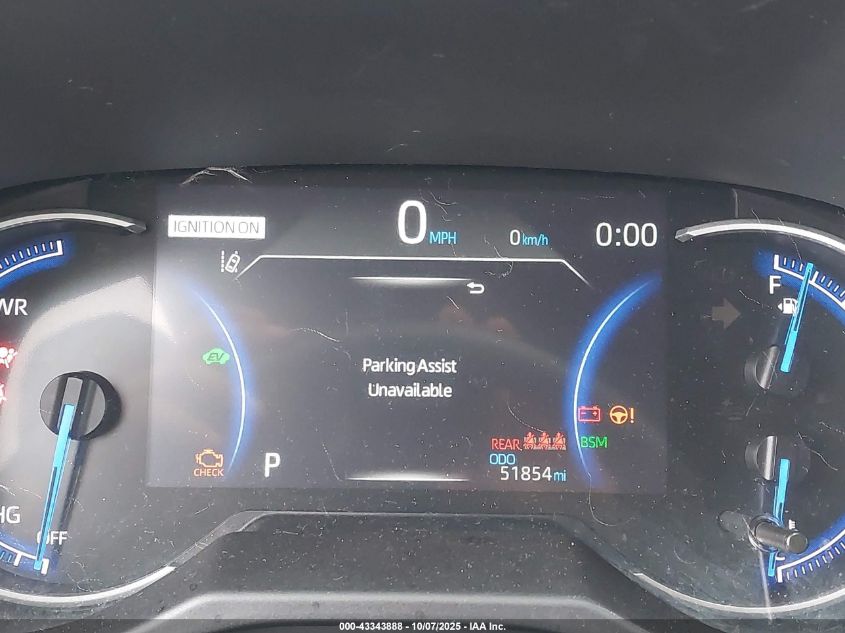 IGNITION ON
0 MPH
0 km/h
0:00
WR
F
EV
Parking Assist
Unavailable
REAR
BSM
CHECK
P
ODO
51854 mi
HG
OFF
000-43343888 - 10/07/2025 - IAA Inc.